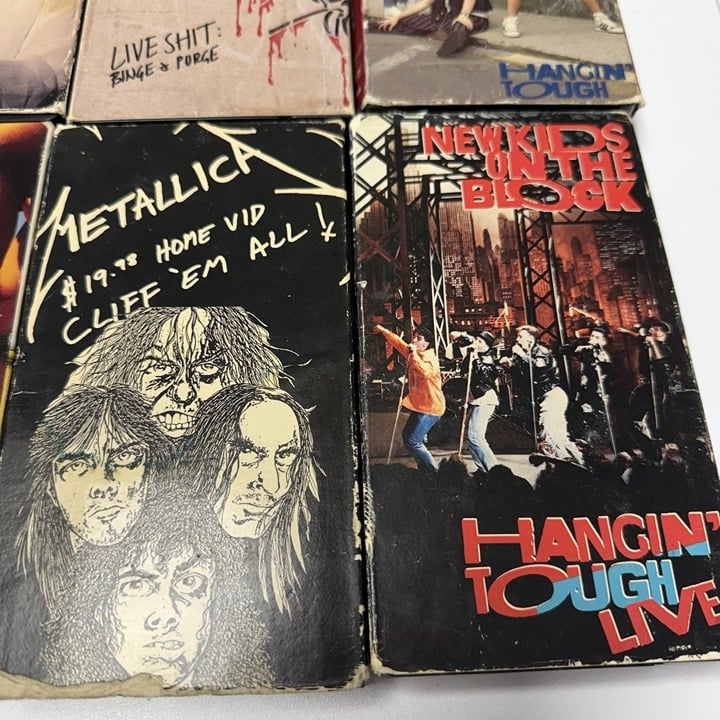 LIVE SHIT:
BINGE & PURGE
HANGIN'
TOUGH
METALLICA
$19.98 HOME VID
CLIFF 'EM ALL!
NEW KIDS
ON THE
BLOCK
HANGIN'
TOUGH
LIVE